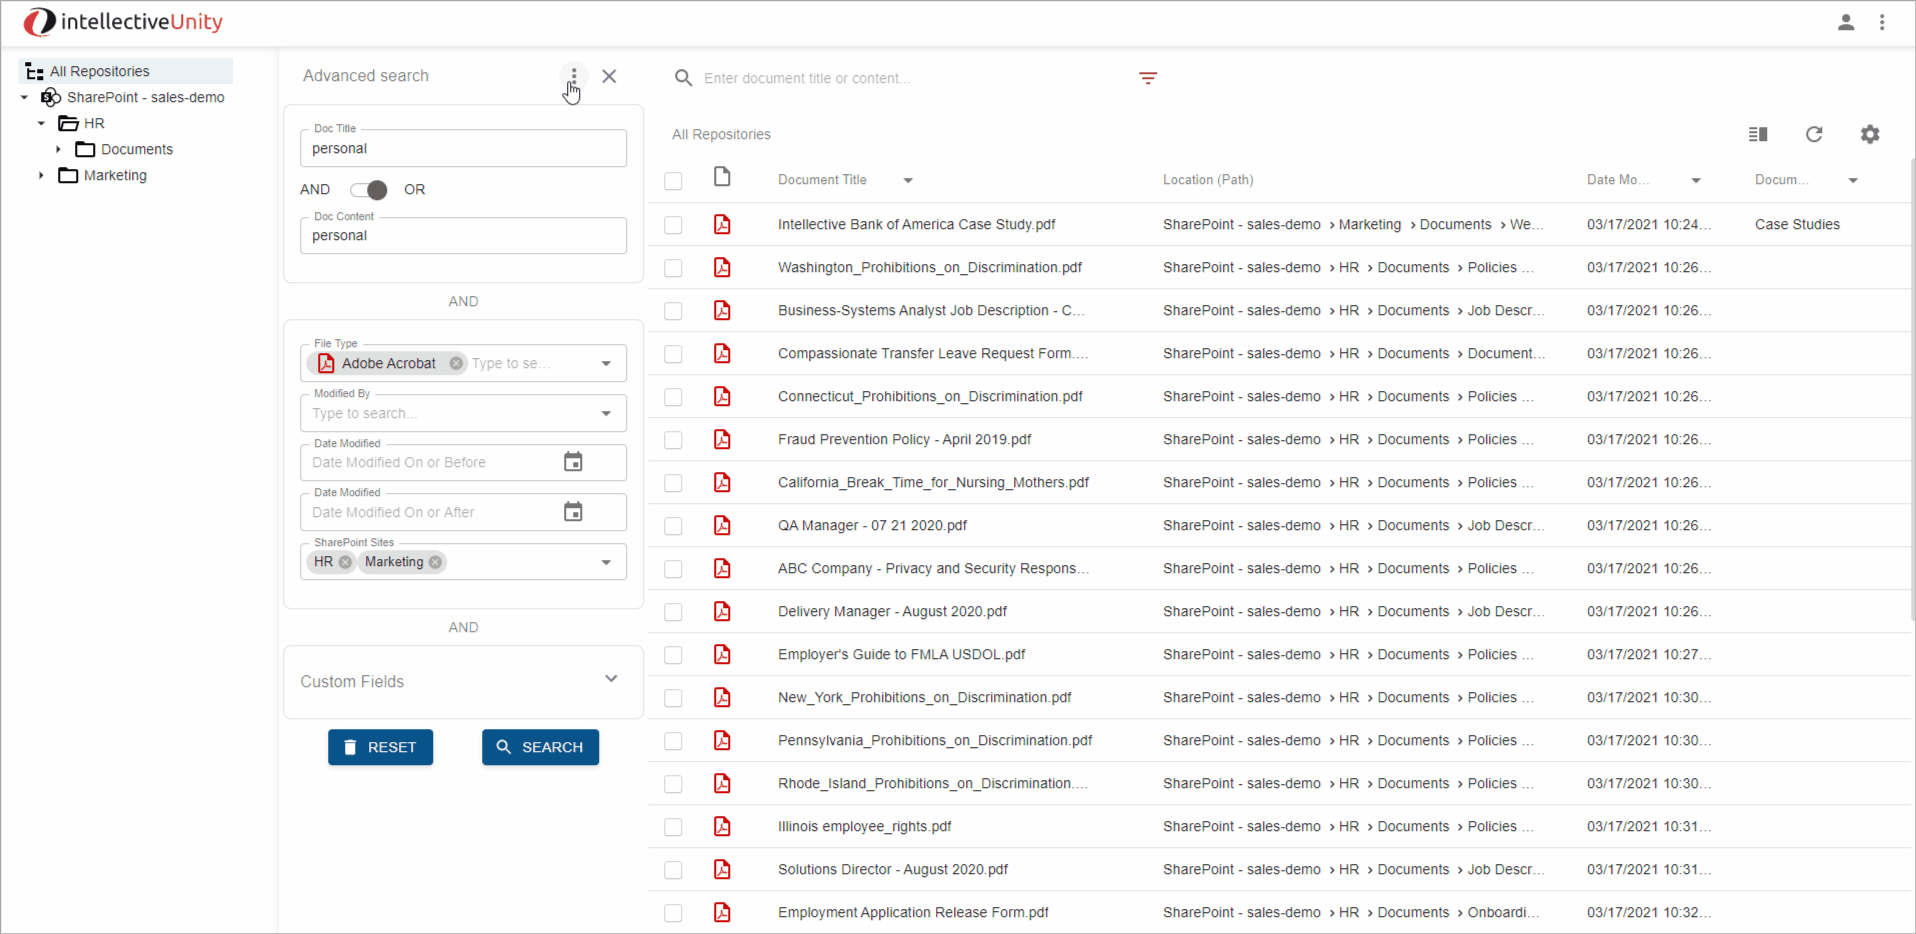 intellectiveUnity
All Repositories
SharePoint - sales-demo
HR
Documents
Marketing
Advanced search
Doc Title
personal
AND OR
Doc Content
personal
AND
File Type
Adobe Acrobat Type to se...
Modified By
Type to search...
Date Modified
Date Modified On or Before
Date Modified
Date Modified On or After
SharePoint Sites
HR Marketing
AND
Custom Fields
RESET SEARCH
Enter document title or content...
All Repositories
Document Title Location (Path) Date Mo... Docum...
Intellective Bank of America Case Study.pdf SharePoint - sales-demo › Marketing › Documents › We... 03/17/2021 10:24... Case Studies
Washington_Prohibitions_on_Discrimination.pdf SharePoint - sales-demo › HR › Documents › Policies ... 03/17/2021 10:26...
Business-Systems Analyst Job Description - C... SharePoint - sales-demo › HR › Documents › Job Descr... 03/17/2021 10:26...
Compassionate Transfer Leave Request Form.... SharePoint - sales-demo › HR › Documents › Document... 03/17/2021 10:26...
Connecticut_Prohibitions_on_Discrimination.pdf SharePoint - sales-demo › HR › Documents › Policies ... 03/17/2021 10:26...
Fraud Prevention Policy - April 2019.pdf SharePoint - sales-demo › HR › Documents › Policies ... 03/17/2021 10:26...
California_Break_Time_for_Nursing_Mothers.pdf SharePoint - sales-demo › HR › Documents › Policies ... 03/17/2021 10:26...
QA Manager - 07 21 2020.pdf SharePoint - sales-demo › HR › Documents › Job Descr... 03/17/2021 10:26...
ABC Company - Privacy and Security Respons... SharePoint - sales-demo › HR › Documents › Policies ... 03/17/2021 10:26...
Delivery Manager - August 2020.pdf SharePoint - sales-demo › HR › Documents › Job Descr... 03/17/2021 10:26...
Employer's Guide to FMLA USDOL.pdf SharePoint - sales-demo › HR › Documents › Policies ... 03/17/2021 10:27...
New_York_Prohibitions_on_Discrimination.pdf SharePoint - sales-demo › HR › Documents › Policies ... 03/17/2021 10:30...
Pennsylvania_Prohibitions_on_Discrimination.pdf SharePoint - sales-demo › HR › Documents › Policies ... 03/17/2021 10:30...
Rhode_Island_Prohibitions_on_Discrimination.... SharePoint - sales-demo › HR › Documents › Policies ... 03/17/2021 10:30...
Illinois employee_rights.pdf SharePoint - sales-demo › HR › Documents › Policies ... 03/17/2021 10:31...
Solutions Director - August 2020.pdf SharePoint - sales-demo › HR › Documents › Job Descr... 03/17/2021 10:31...
Employment Application Release Form.pdf SharePoint - sales-demo › HR › Documents › Onboardi... 03/17/2021 10:32...